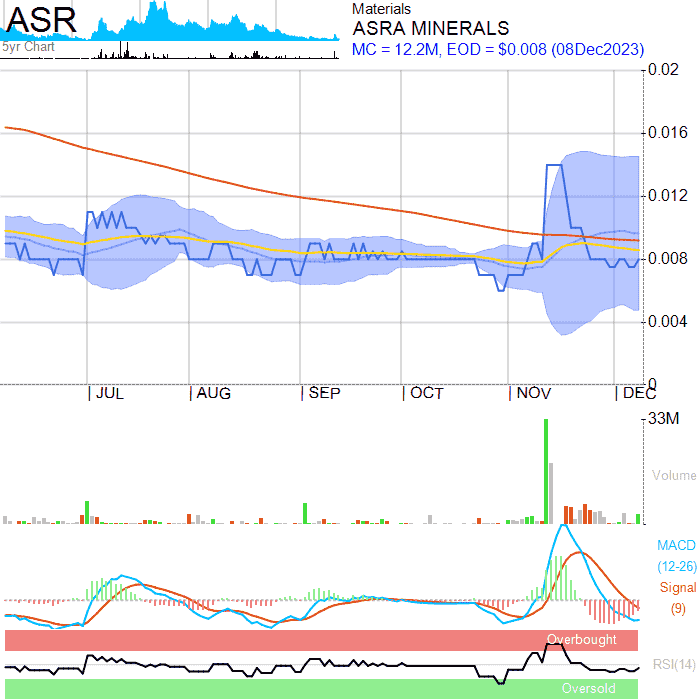 ASR
5yr Chart
Materials
ASRA MINERALS
MC = 12.2M, EOD = $0.008 (08Dec2023)
0.02
0.016
0.012
0.008
0.004
0
JUL AUG SEP OCT NOV DEC
33M
Volume
MACD
(12-26)
Signal
(9)
Overbought
RSI(14)
Oversold